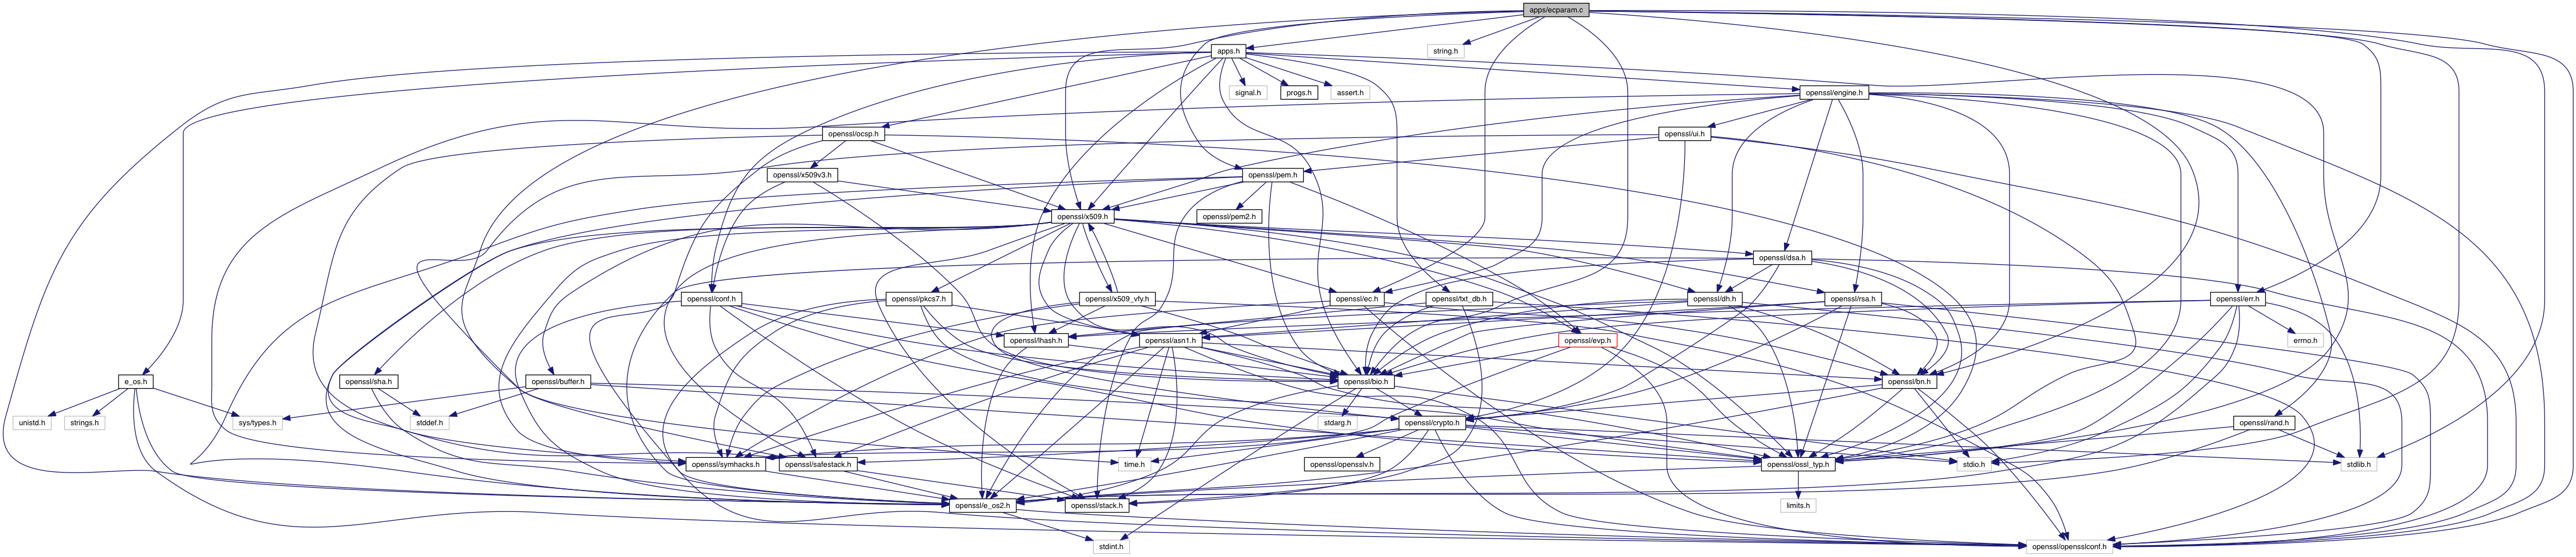 apps/ecparam.c
apps.h
string.h
signal.h
progs.h
assert.h
openssl/engine.h
openssl/ocsp.h
openssl/ui.h
openssl/x509v3.h
openssl/pem.h
openssl/x509.h
openssl/pem2.h
openssl/dsa.h
openssl/conf.h
openssl/pkcs7.h
openssl/x509_vfy.h
openssl/ec.h
openssl/txt_db.h
openssl/dh.h
openssl/rsa.h
openssl/err.h
openssl/lhash.h
openssl/asn1.h
openssl/evp.h
errno.h
e_os.h
openssl/sha.h
openssl/buffer.h
openssl/bio.h
openssl/bn.h
unistd.h
strings.h
sys/types.h
stddef.h
stdarg.h
openssl/crypto.h
openssl/rand.h
openssl/symhacks.h
openssl/safestack.h
time.h
openssl/opensslv.h
openssl/ossl_typ.h
stdio.h
stdlib.h
openssl/e_os2.h
openssl/stack.h
limits.h
stdint.h
openssl/opensslconf.h